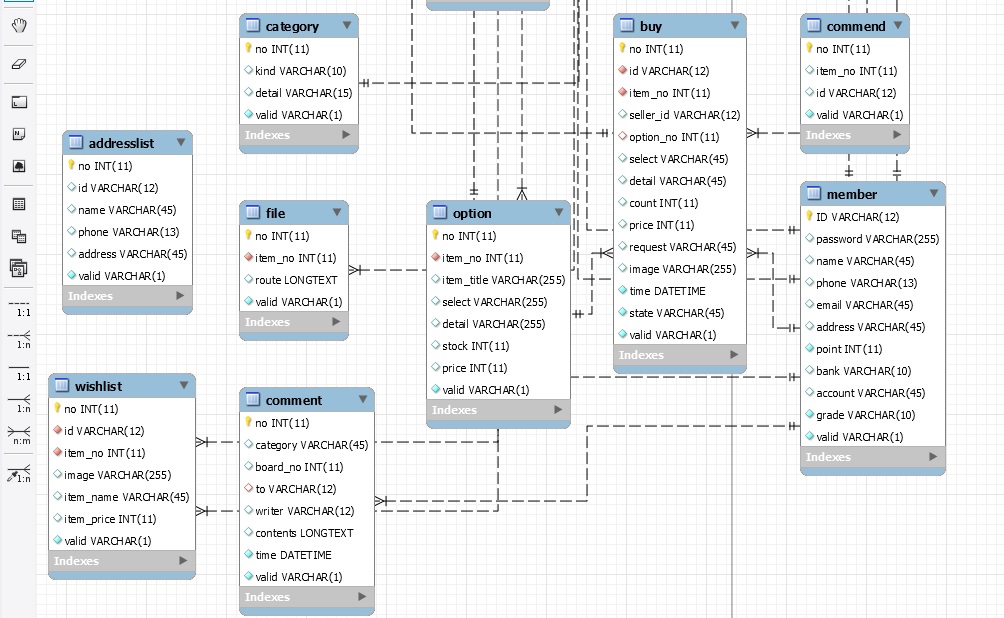 category
no INT(11)
kind VARCHAR(10)
detail VARCHAR(15)
valid VARCHAR(1)
Indexes
buy
no INT(11)
id VARCHAR(12)
item_no INT(11)
seller_id VARCHAR(12)
option_no INT(11)
select VARCHAR(45)
detail VARCHAR(45)
count INT(11)
price INT(11)
request VARCHAR(45)
image VARCHAR(255)
time DATETIME
state VARCHAR(45)
valid VARCHAR(1)
Indexes
commend
no INT(11)
item_no INT(11)
id VARCHAR(12)
valid VARCHAR(1)
Indexes
addresslist
no INT(11)
id VARCHAR(12)
name VARCHAR(45)
phone VARCHAR(13)
address VARCHAR(45)
valid VARCHAR(1)
Indexes
file
no INT(11)
item_no INT(11)
route LONGTEXT
valid VARCHAR(1)
Indexes
option
no INT(11)
item_no INT(11)
item_title VARCHAR(255)
select VARCHAR(255)
detail VARCHAR(255)
stock INT(11)
price INT(11)
valid VARCHAR(1)
Indexes
member
ID VARCHAR(12)
password VARCHAR(255)
name VARCHAR(45)
phone VARCHAR(13)
email VARCHAR(45)
address VARCHAR(45)
point INT(11)
bank VARCHAR(10)
account VARCHAR(45)
grade VARCHAR(10)
valid VARCHAR(1)
Indexes
wishlist
no INT(11)
id VARCHAR(12)
item_no INT(11)
image VARCHAR(255)
item_name VARCHAR(45)
item_price INT(11)
valid VARCHAR(1)
Indexes
comment
no INT(11)
category VARCHAR(45)
board_no INT(11)
to VARCHAR(12)
writer VARCHAR(12)
contents LONGTEXT
time DATETIME
valid VARCHAR(1)
Indexes
1:1
1:n
1:1
1:n
n:m
1:n